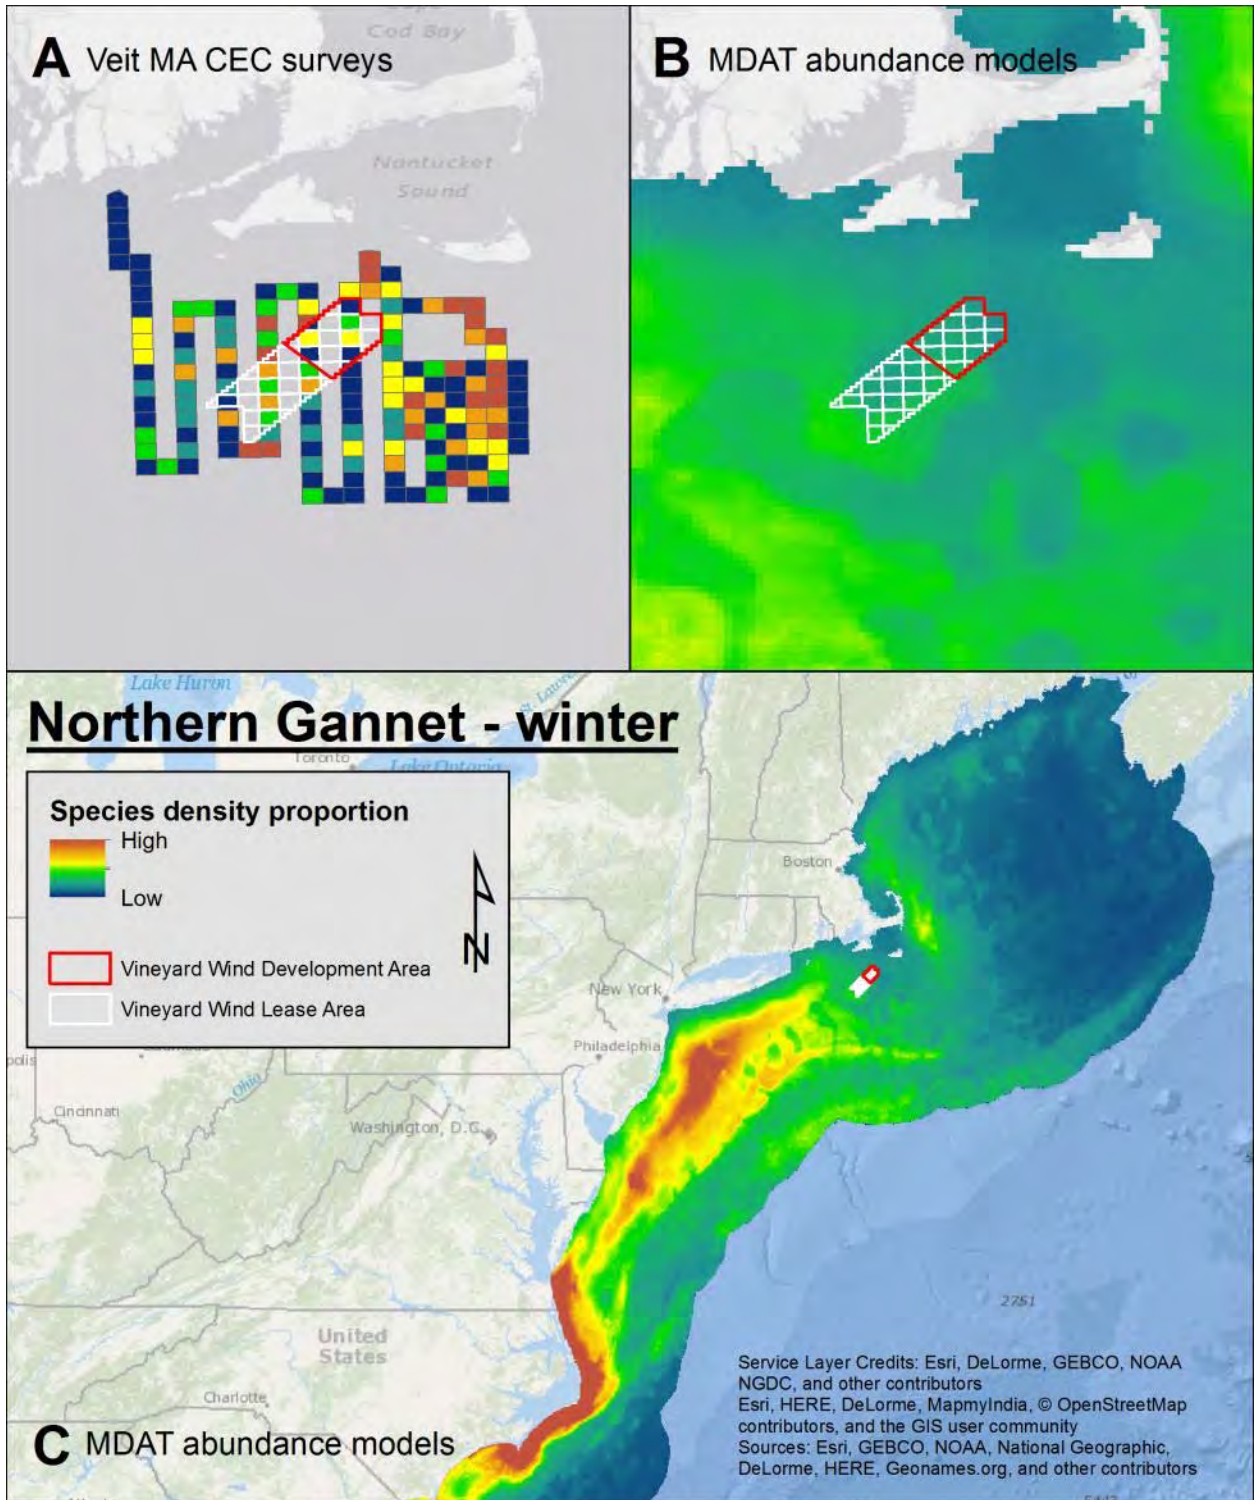 A Veit MA CEC surveys
Cod Bay
Nantucket
Sound
B MDAT abundance models
Lake Huron
St. Lawre
Northern Gannet - winter
Toronto
Lake Ontario
Species density proportion
High
Low
N
Vineyard Wind Development Area
Vineyard Wind Lease Area
Boston
New York
Philadelphia
polis
Columbus
Ohio
Cincinnati
Washington, D.C.
2751
United
States
Charlotte
Service Layer Credits: Esri, DeLorme, GEBCO, NOAA
NGDC, and other contributors
Esri, HERE, DeLorme, MapmyIndia, © OpenStreetMap
contributors, and the GIS user community
Sources: Esri, GEBCO, NOAA, National Geographic,
DeLorme, HERE, Geonames.org, and other contributors
C MDAT abundance models